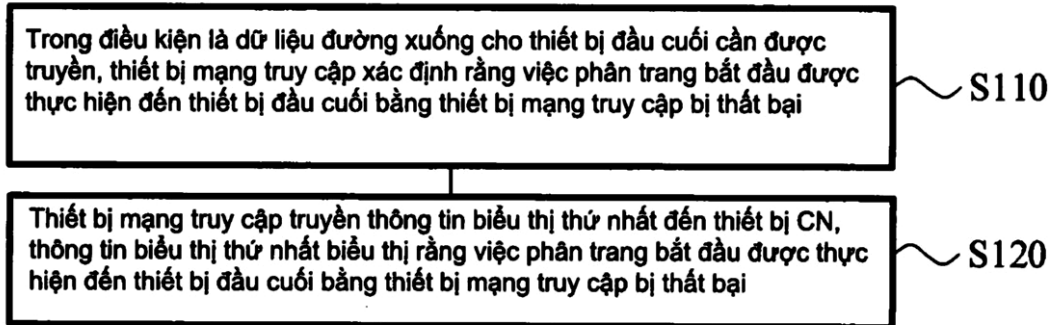 Trong điều kiện là dữ liệu đường xuống cho thiết bị đầu cuối cần được
truyền, thiết bị mạng truy cập xác định rằng việc phân trang bắt đầu được
thực hiện đến thiết bị đầu cuối bằng thiết bị mạng truy cập bị thất bại
S110
Thiết bị mạng truy cập truyền thông tin biểu thị thứ nhất đến thiết bị CN,
thông tin biểu thị thứ nhất biểu thị rằng việc phân trang bắt đầu được thực
hiện đến thiết bị đầu cuối bằng thiết bị mạng truy cập bị thất bại
S120